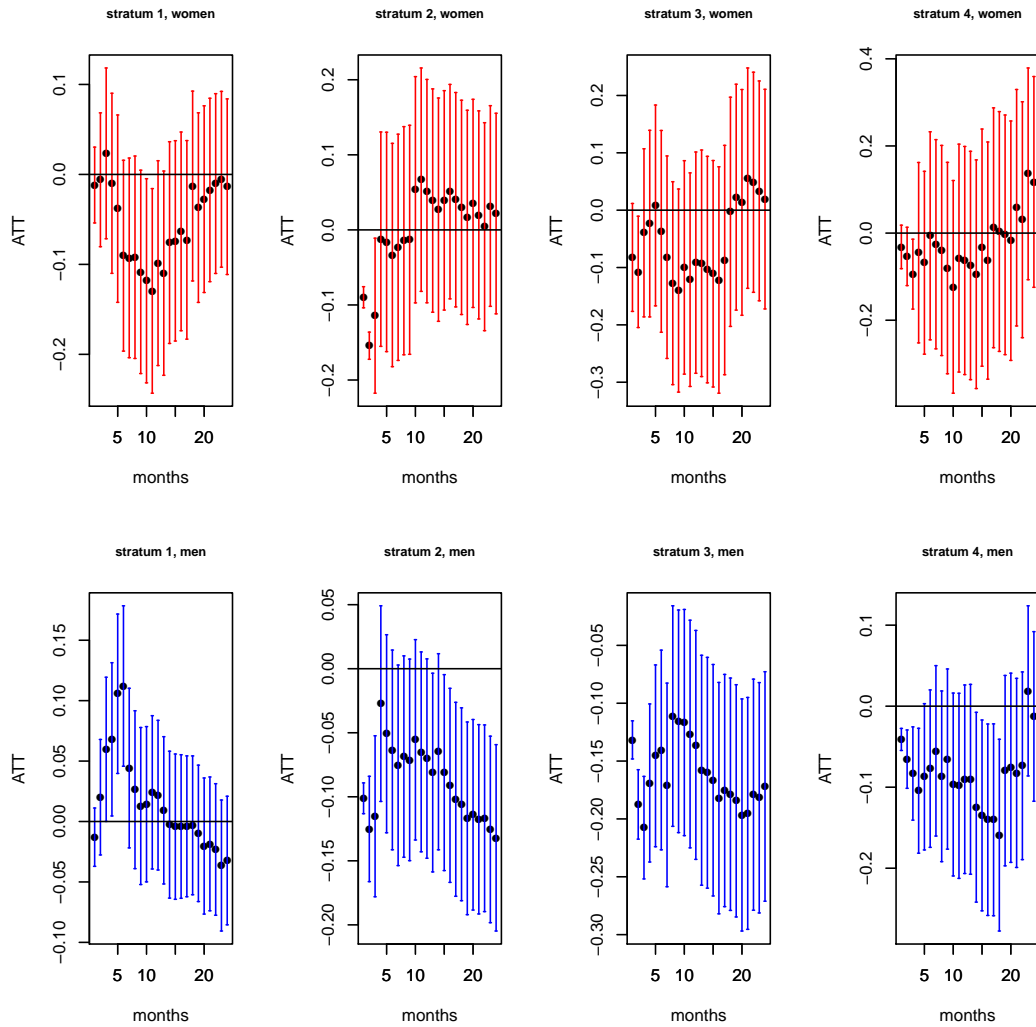 stratum 1, women
ATT
0.1
0.0
−0.1
−0.2
5 10 20
months
stratum 2, women
ATT
0.2
0.1
0.0
−0.1
−0.2
5 10 20
months
stratum 3, women
ATT
0.2
0.1
0.0
−0.1
−0.2
−0.3
5 10 20
months
stratum 4, women
ATT
0.4
0.2
0.0
−0.2
5 10 20
months
stratum 1, men
ATT
0.15
0.10
0.05
0.00
−0.05
−0.10
5 10 20
months
stratum 2, men
ATT
0.05
0.00
−0.05
−0.10
−0.15
−0.20
5 10 20
months
stratum 3, men
ATT
−0.05
−0.10
−0.15
−0.20
−0.25
−0.30
5 10 20
months
stratum 4, men
ATT
0.1
0.0
−0.1
−0.2
5 10 20
months